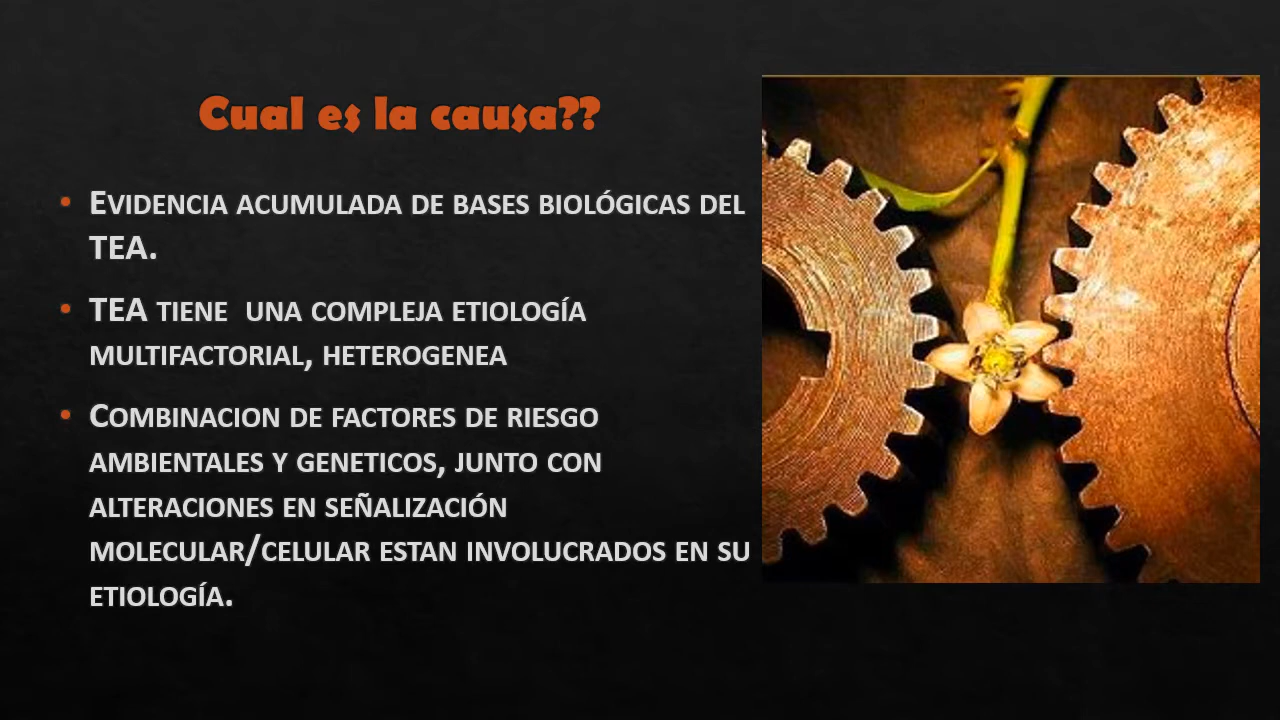 Cual es la causa??
• Evidencia acumulada de bases biológicas del
TEA.
• TEA tiene una compleja etiología
multifactorial, heterogenea
• Combinacion de factores de riesgo
ambientales y geneticos, junto con
alteraciones en señalización
molecular/celular estan involucrados en su
etiología.